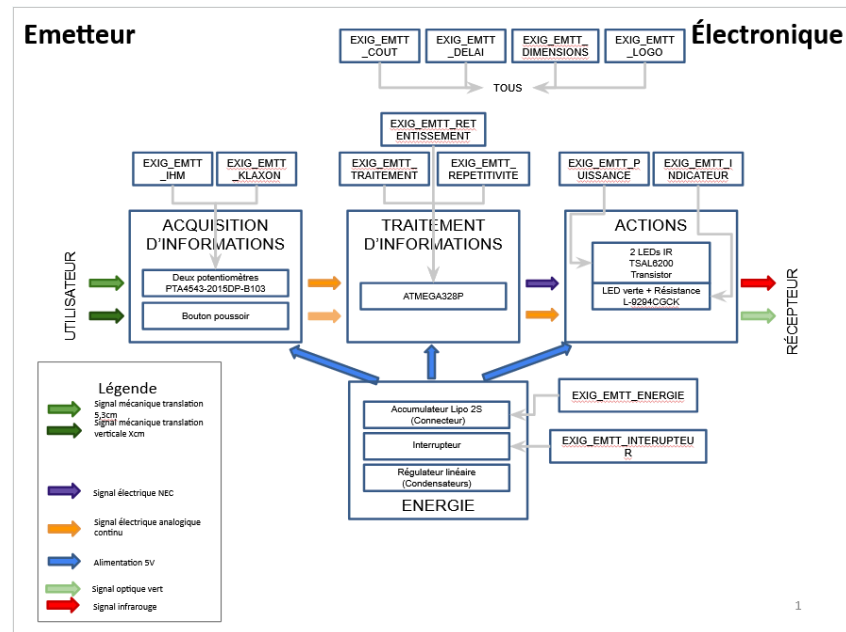 Emetteur
Électronique
EXIG_EMTT
_COUT
EXIG_EMTT
_DELAI
EXIG_EMTT_
DIMENSIONS
EXIG_EMTT
_LOGO
TOUS
EXIG_EMTT_RET
ENTISSEMENT
EXIG_EMTT
_IHM
EXIG_EMTT
_KLAXON
EXIG_EMTT_
TRAITEMENT
EXIG_EMTT_
REPETITIVITE
EXIG_EMTT_P
UISSANCE
EXIG_EMTT_I
NDICATEUR
UTILISATEUR
ACQUISITION
D'INFORMATIONS
Deux potentiomètres
PTA4543-2015DP-B103
Bouton poussoir
TRAITEMENT
D'INFORMATIONS
ATMEGA328P
ACTIONS
2 LEDs IR
TSAL6200
Transistor
LED verte + Résistance
L-9294CGCK
RÉCEPTEUR
Accumulateur Lipo 2S
(Connecteur)
Interrupteur
Régulateur linéaire
(Condensateurs)
ENERGIE
EXIG_EMTT_ENERGIE
EXIG_EMTT_INTERUPTEU
R
Légende
Signal mécanique translation
5,3cm
Signal mécanique translation
verticale Xcm
Signal électrique NEC
Signal électrique analogique
continu
Alimentation 5V
Signal optique vert
Signal infrarouge
1